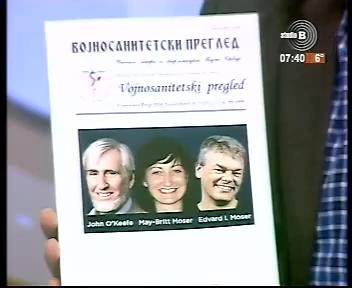 studio B
07:40 6°
ВОЈНОСАНИТЕТСКИ ПРЕГЛЕД
Vojnosanitetski pregled
John O'Keefe May-Britt Moser Edvard I. Moser